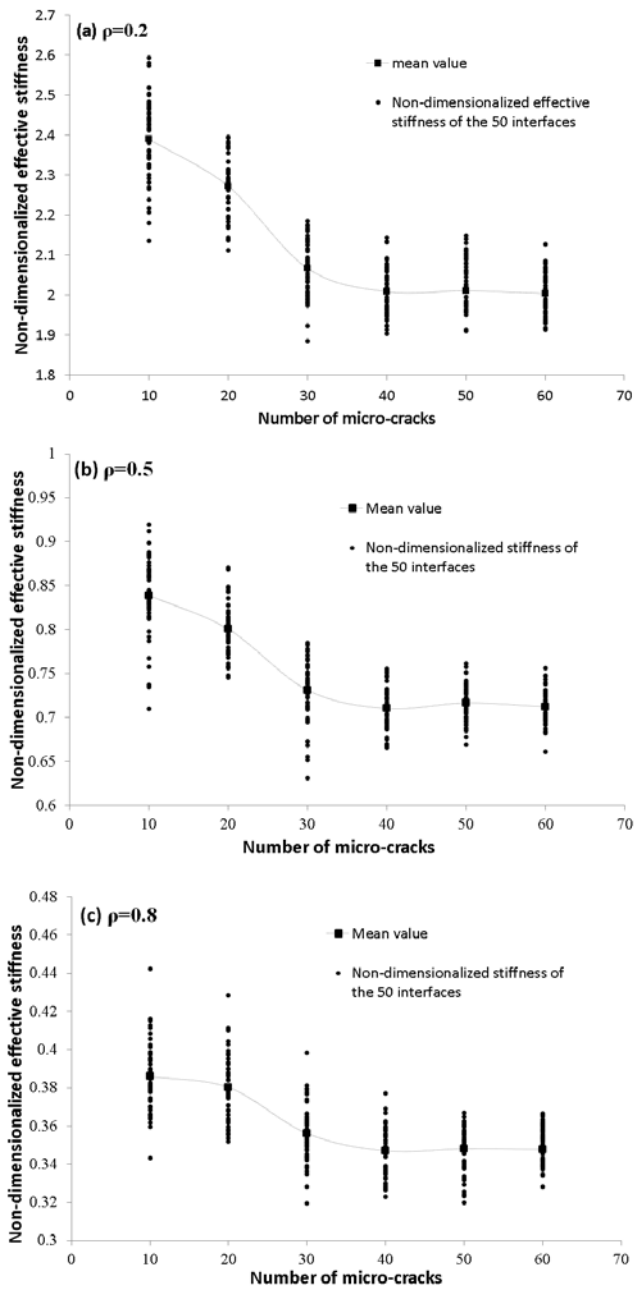 (a) ρ=0.2
2.7
2.6
2.5
2.4
2.3
2.2
2.1
2
1.9
1.8
Non-dimensionalized effective stiffness
mean value
Non-dimensionalized effective
stiffness of the 50 interfaces
0 10 20 30 40 50 60 70
Number of micro-cracks
(b) ρ=0.5
1
0.95
0.9
0.85
0.8
0.75
0.7
0.65
0.6
Non-dimensionalized effective stiffness
Mean value
Non-dimensionalized stiffness of
the 50 interfaces
0 10 20 30 40 50 60 70
Number of micro-cracks
(c) ρ=0.8
0.48
0.46
0.44
0.42
0.4
0.38
0.36
0.34
0.32
0.3
Non-dimensionalized effective stiffness
Mean value
Non-dimensionalized stiffness of
the 50 interfaces
0 10 20 30 40 50 60 70
Number of micro-cracks